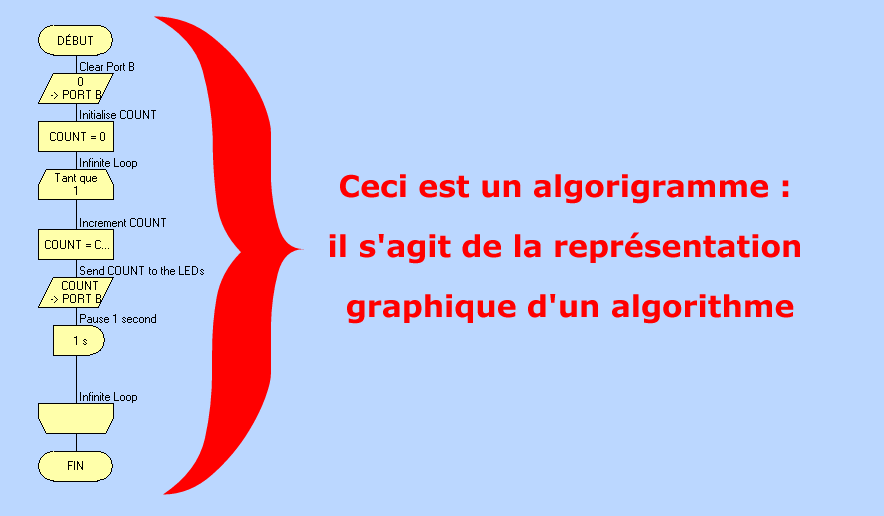 DÉBUT
Clear Port B
0
-> PORT B
Initialise COUNT
COUNT = 0
Infinite Loop
Tant que
1
Increment COUNT
COUNT = C...
Send COUNT to the LEDs
COUNT
-> PORT B
Pause 1 second
1 s
Infinite Loop
FIN
Ceci est un algorigramme :
il s'agit de la représentation
graphique d'un algorithme